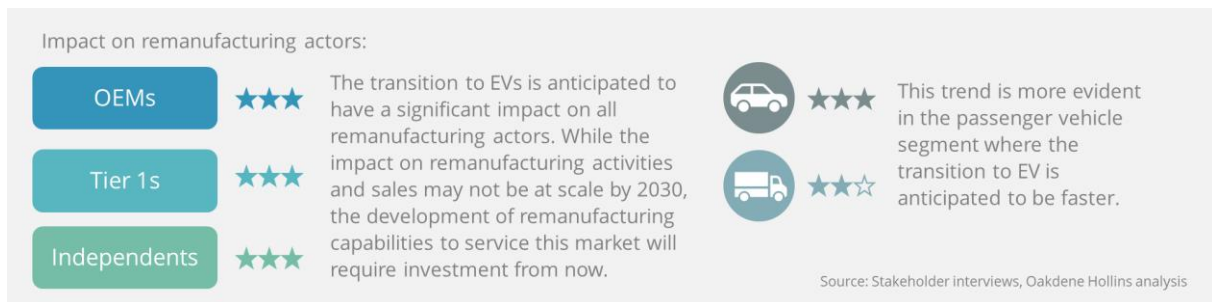 Impact on remanufacturing actors:
OEMs
Tier 1s
Independents
The transition to EVs is anticipated to
have a significant impact on all
remanufacturing actors. While the
impact on remanufacturing activities
and sales may not be at scale by 2030,
the development of remanufacturing
capabilities to service this market will
require investment from now.
This trend is more evident
in the passenger vehicle
segment where the
transition to EV is
anticipated to be faster.
Source: Stakeholder interviews, Oakdene Hollins analysis